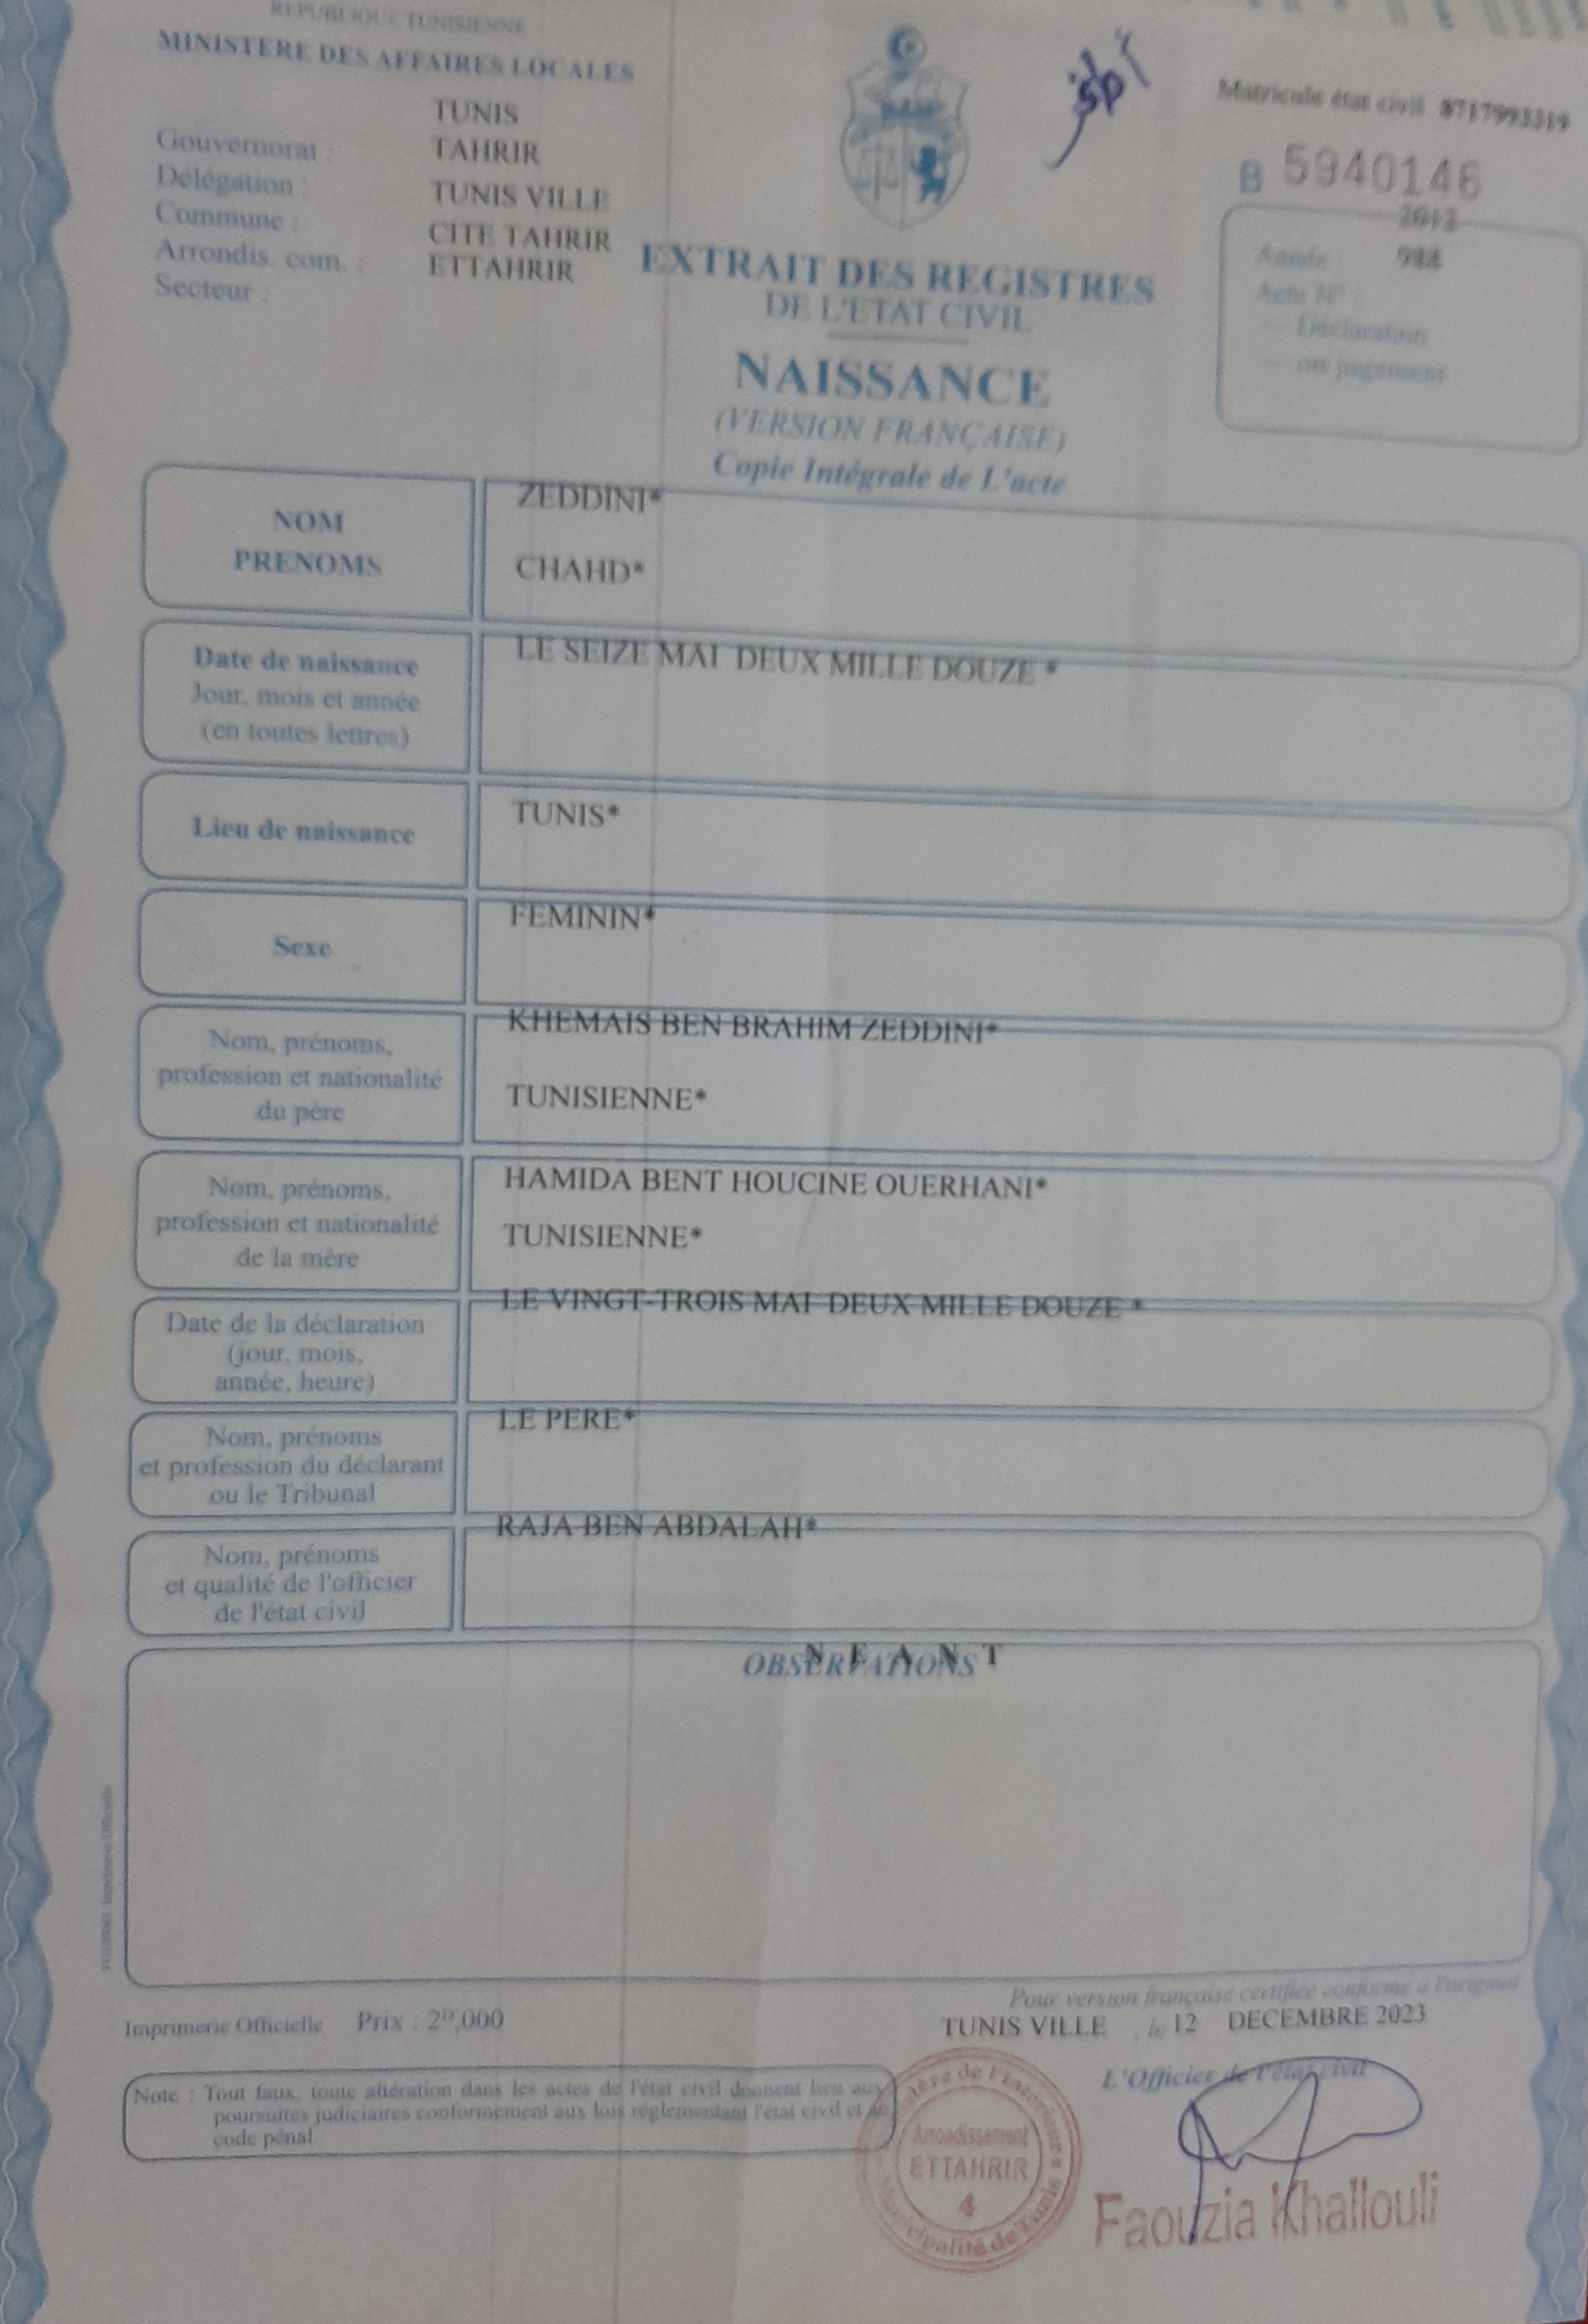 REPUBLIQUE TUNISIENNE
MINISTERE DES AFFAIRES LOCALES
Gouvernorat : TUNIS
Délégation : TAHRIR
Commune : TUNIS VILLE
Arrondis. com. : CITE TAHRIR
Secteur : ETTAHRIR
Matricule état civil 8717993319
B 5940146
2012
Année 988
Acte N°
— Déclaration
— ou jugement
EXTRAIT DES REGISTRES
DE L'ETAT CIVIL
NAISSANCE
(VERSION FRANÇAISE)
Copie Intégrale de L'acte
NOM
PRENOMS
ZEDDINI*
CHAHD*
Date de naissance
Jour, mois et année
(en toutes lettres)
LE SEIZE MAI DEUX MILLE DOUZE *
Lieu de naissance
TUNIS*
Sexe
FEMININ*
Nom, prénoms,
profession et nationalité
du père
KHEMAIS BEN BRAHIM ZEDDINI*
TUNISIENNE*
Nom, prénoms,
profession et nationalité
de la mère
HAMIDA BENT HOUCINE OUERHANI*
TUNISIENNE*
Date de la déclaration
(jour, mois,
année, heure)
LE VINGT-TROIS MAI DEUX MILLE DOUZE *
Nom, prénoms
et profession du déclarant
ou le Tribunal
LE PERE*
Nom, prénoms
et qualité de l'officier
de l'état civil
RAJA BEN ABDALAH*
OBSERVATIONS
N E A N T
Imprimerie Officielle
Imprimerie Officielle Prix : 2ᴰ,000
Pour version française certifiée conforme à l'original
TUNIS VILLE , le 12 DECEMBRE 2023
L'Officier de l'état civil
Note : Tout faux, toute altération dans les actes de l'état civil donnent lieu aux
poursuites judiciaires conformement aux lois réglementant l'état civil et au
code pénal
Ministère de l'Interieur
Arrondissement
ETTAHRIR
4
Municipalité de Tunis
Faouzia Khallouli